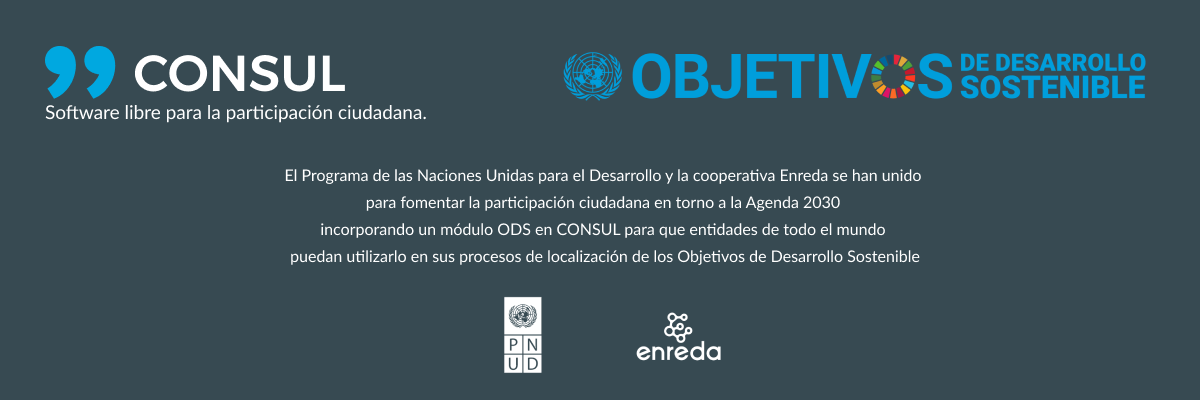 CONSUL
Software libre para la participación ciudadana.
OBJETIVOS DE DESARROLLO
SOSTENIBLE
El Programa de las Naciones Unidas para el Desarrollo y la cooperativa Enreda se han unido
para fomentar la participación ciudadana en torno a la Agenda 2030
incorporando un módulo ODS en CONSUL para que entidades de todo el mundo
puedan utilizarlo en sus procesos de localización de los Objetivos de Desarrollo Sostenible
P N
U D
enreda